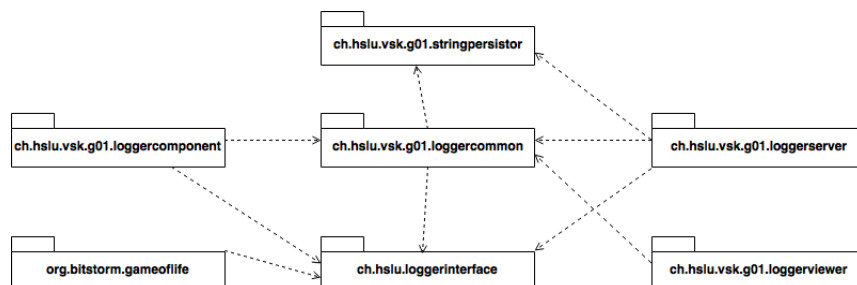 ch.hslu.vsk.g01.stringpersistor
ch.hslu.vsk.g01.loggercomponent
ch.hslu.vsk.g01.loggercommon
ch.hslu.vsk.g01.loggerserver
org.bitstorm.gameoflife
ch.hslu.loggerinterface
ch.hslu.vsk.g01.loggerviewer